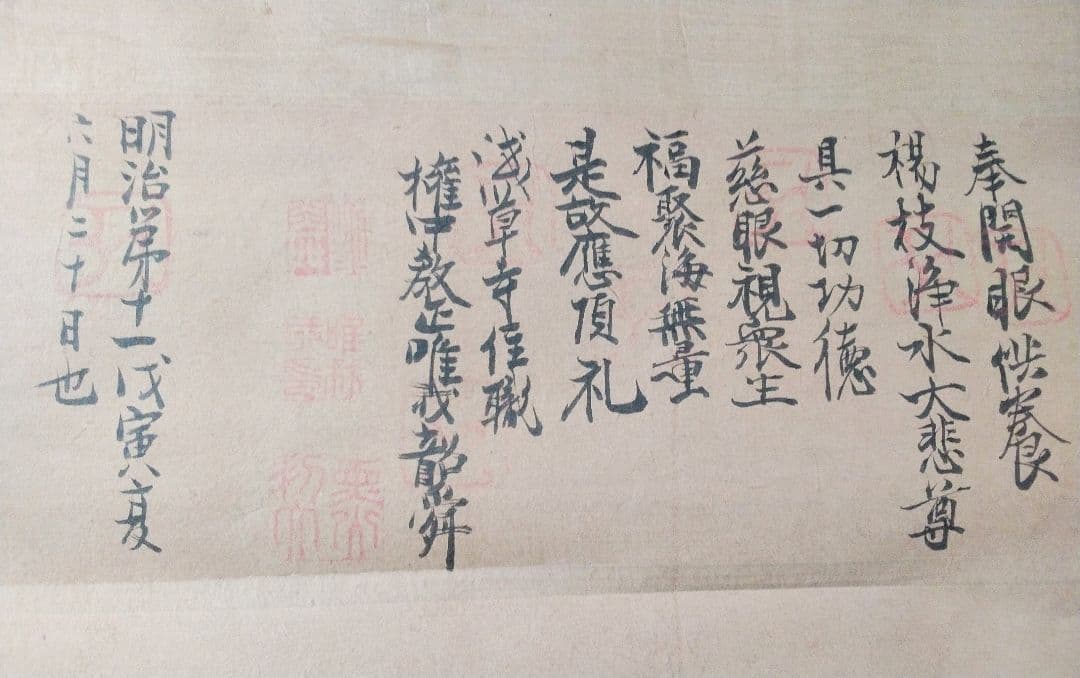 奉開眼供養
楊枝浄水大悲尊
具一切功徳
慈眼視衆生
福聚海無量
是故應頂礼
浅草寺住職
權中教正唯我韶舜
明治第十一戊寅夏
六月二十日也